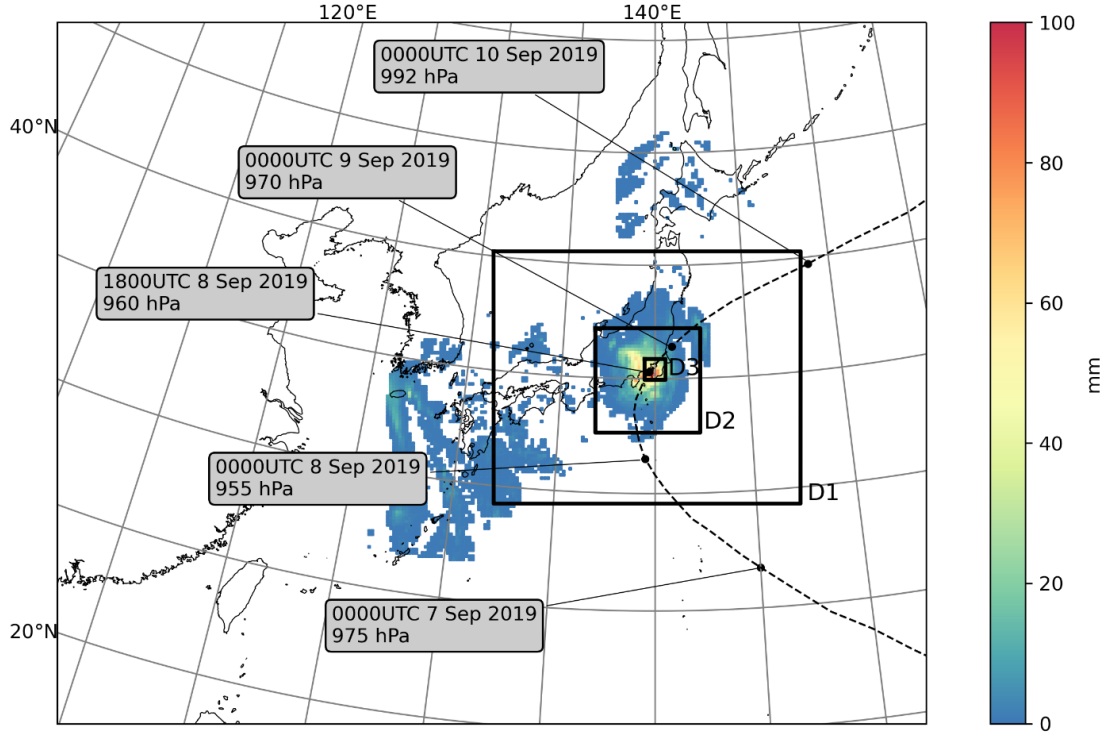 120°E
140°E
0000UTC 10 Sep 2019
992 hPa
100
40°N
0000UTC 9 Sep 2019
970 hPa
80
1800UTC 8 Sep 2019
960 hPa
60
D3
mm
D2
40
0000UTC 8 Sep 2019
955 hPa
D1
20
0000UTC 7 Sep 2019
975 hPa
20°N
0